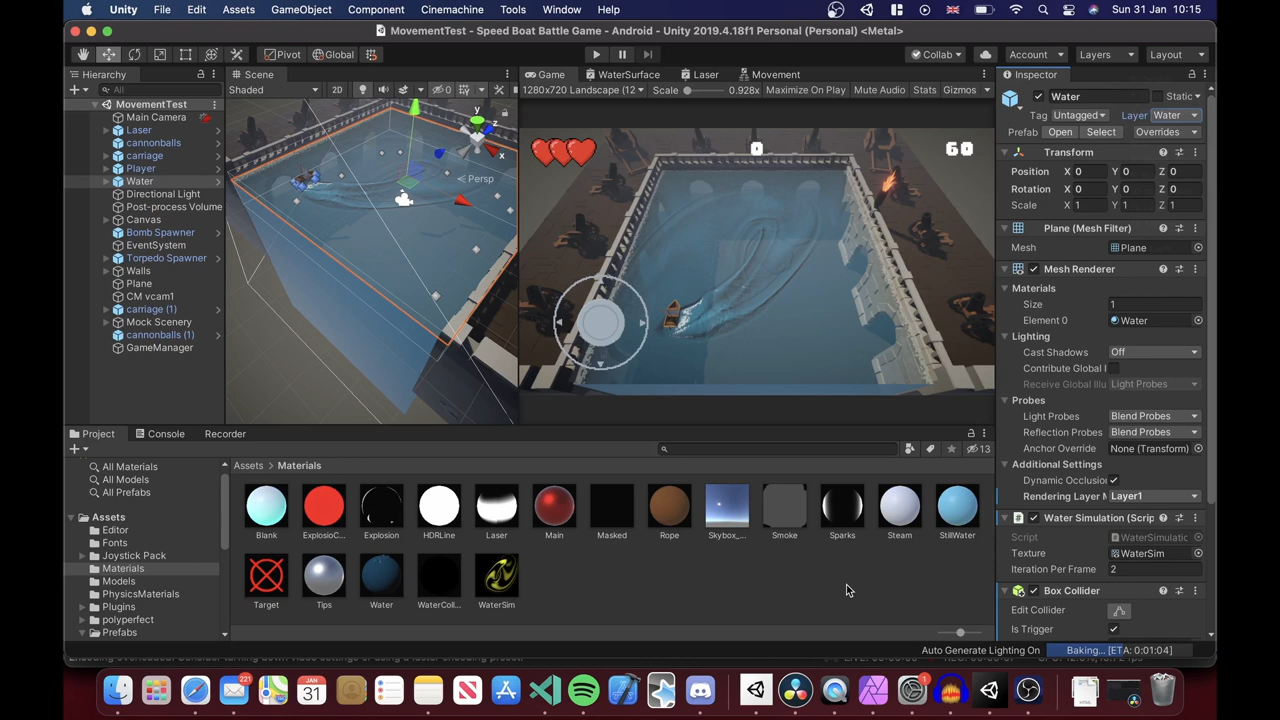 Unity File Edit Assets GameObject Component Cinemachine Tools Window Help Sun 31 Jan 10:15
MovementTest - Speed Boat Battle Game - Android - Unity 2019.4.18f1 Personal (Personal) <Metal>
Pivot Global Collab Account Layers Layout
Hierarchy
All
MovementTest
Main Camera
Laser
cannonballs
carriage
Player
Water
Directional Light
Post-process Volume
Canvas
Bomb Spawner
EventSystem
Torpedo Spawner
Walls
Plane
CM vcam1
carriage (1)
Mock Scenery
cannonballs (1)
GameManager
Scene
Shaded 2D 0
y
z
x
Persp
Game WaterSurface Laser Movement
1280x720 Landscape (12 Scale 0.928x Maximize On Play Mute Audio Stats Gizmos
0 60
Inspector
Water Static
Tag Untagged Layer Water
Prefab Open Select Overrides
Transform
Position X 0 Y 0 Z 0
Rotation X 0 Y 0 Z 0
Scale X 1 Y 1 Z 1
Plane (Mesh Filter)
Mesh Plane
Mesh Renderer
Materials
Size 1
Element 0 Water
Lighting
Cast Shadows Off
Contribute Global I
Receive Global Illu Light Probes
Probes
Light Probes Blend Probes
Reflection Probes Blend Probes
Anchor Override None (Transform)
Additional Settings
Dynamic Occlusio
Rendering Layer M Layer1
Water Simulation (Scrip
Script WaterSimulatic
Texture WaterSim
Iteration Per Frame 2
Box Collider
Edit Collider
Is Trigger
Project Console Recorder
13
All Materials
All Models
All Prefabs
Assets
Editor
Fonts
Joystick Pack
Materials
Models
PhysicsMaterials
Plugins
polyperfect
Prefabs
Assets > Materials
Blank ExplosioC... Explosion HDRLine Laser Main Masked Rope Skybox_... Smoke Sparks Steam StillWater
Target Tips Water WaterColl... WaterSim
Auto Generate Lighting On Baking... [ETA: 0:01:04]
221
JAN
31
1
HTML